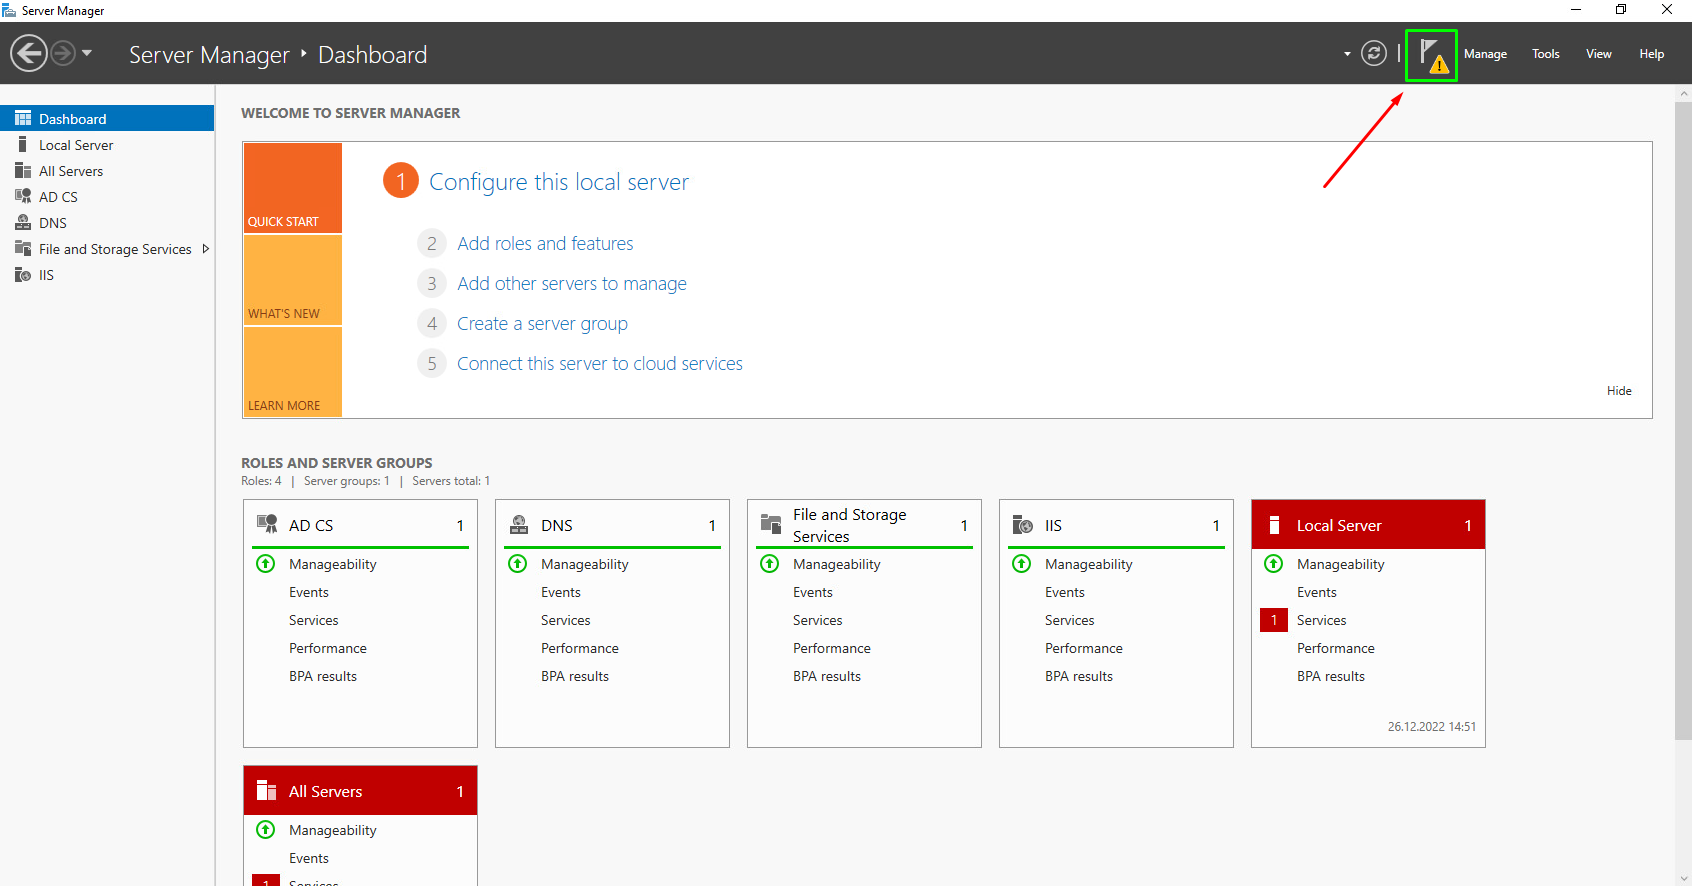 Server Manager
Server Manager ‣ Dashboard
Manage Tools View Help
Dashboard
Local Server
All Servers
AD CS
DNS
File and Storage Services
IIS
WELCOME TO SERVER MANAGER
QUICK START
WHAT'S NEW
LEARN MORE
1 Configure this local server
2 Add roles and features
3 Add other servers to manage
4 Create a server group
5 Connect this server to cloud services
Hide
ROLES AND SERVER GROUPS
Roles: 4 | Server groups: 1 | Servers total: 1
AD CS 1
Manageability
Events
Services
Performance
BPA results
DNS 1
Manageability
Events
Services
Performance
BPA results
File and Storage
Services 1
Manageability
Events
Services
Performance
BPA results
IIS 1
Manageability
Events
Services
Performance
BPA results
Local Server 1
Manageability
Events
1 Services
Performance
BPA results
26.12.2022 14:51
All Servers 1
Manageability
Events
1 Services